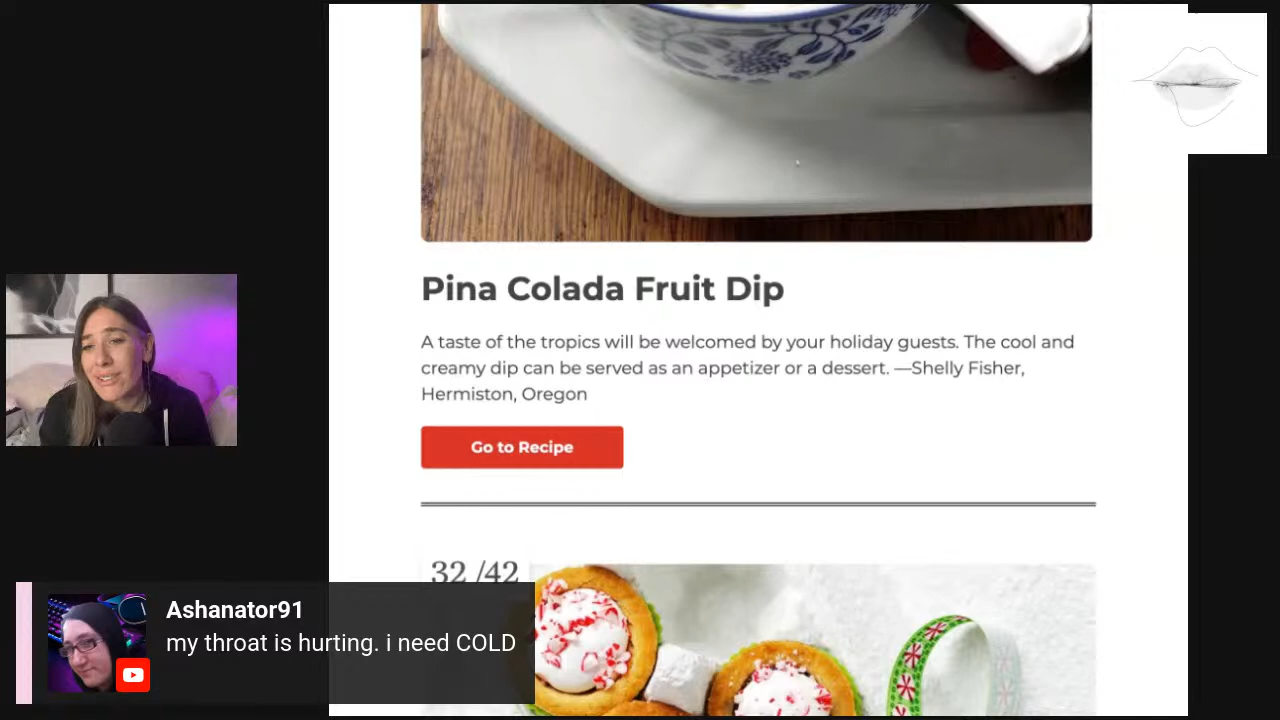 Pina Colada Fruit Dip
A taste of the tropics will be welcomed by your holiday guests. The cool and
creamy dip can be served as an appetizer or a dessert. —Shelly Fisher,
Hermiston, Oregon
Go to Recipe
32 /42
Ashanator91
my throat is hurting. i need COLD